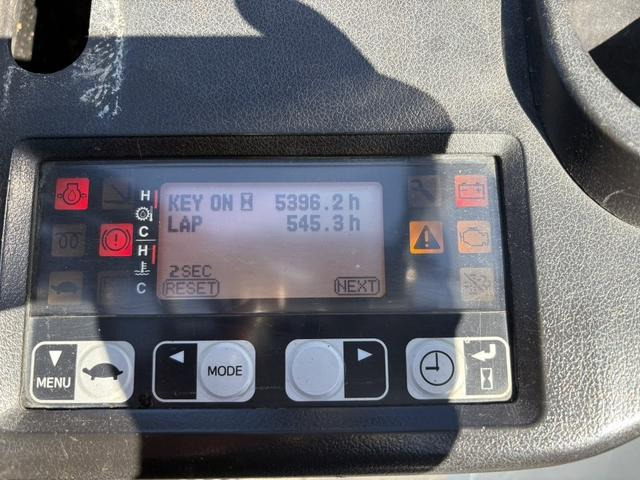 H
C
H
C
KEY ON 5396.2 h
LAP 545.3 h
2SEC
RESET NEXT
MENU
MODE